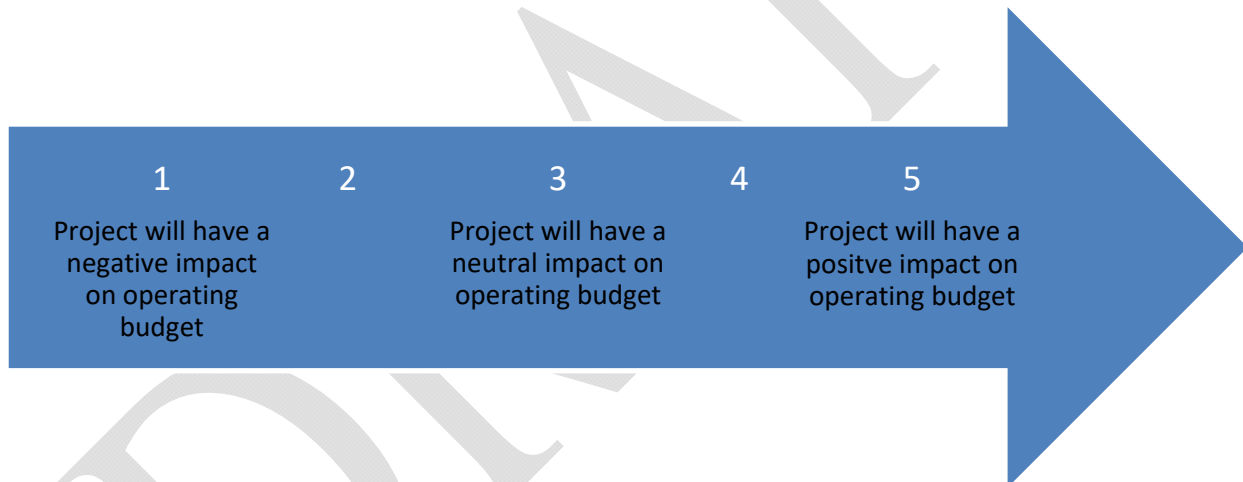 1 2 3 4 5
Project will have a
negative impact
on operating
budget
Project will have a
neutral impact on
operating budget
Project will have a
positve impact on
operating budget